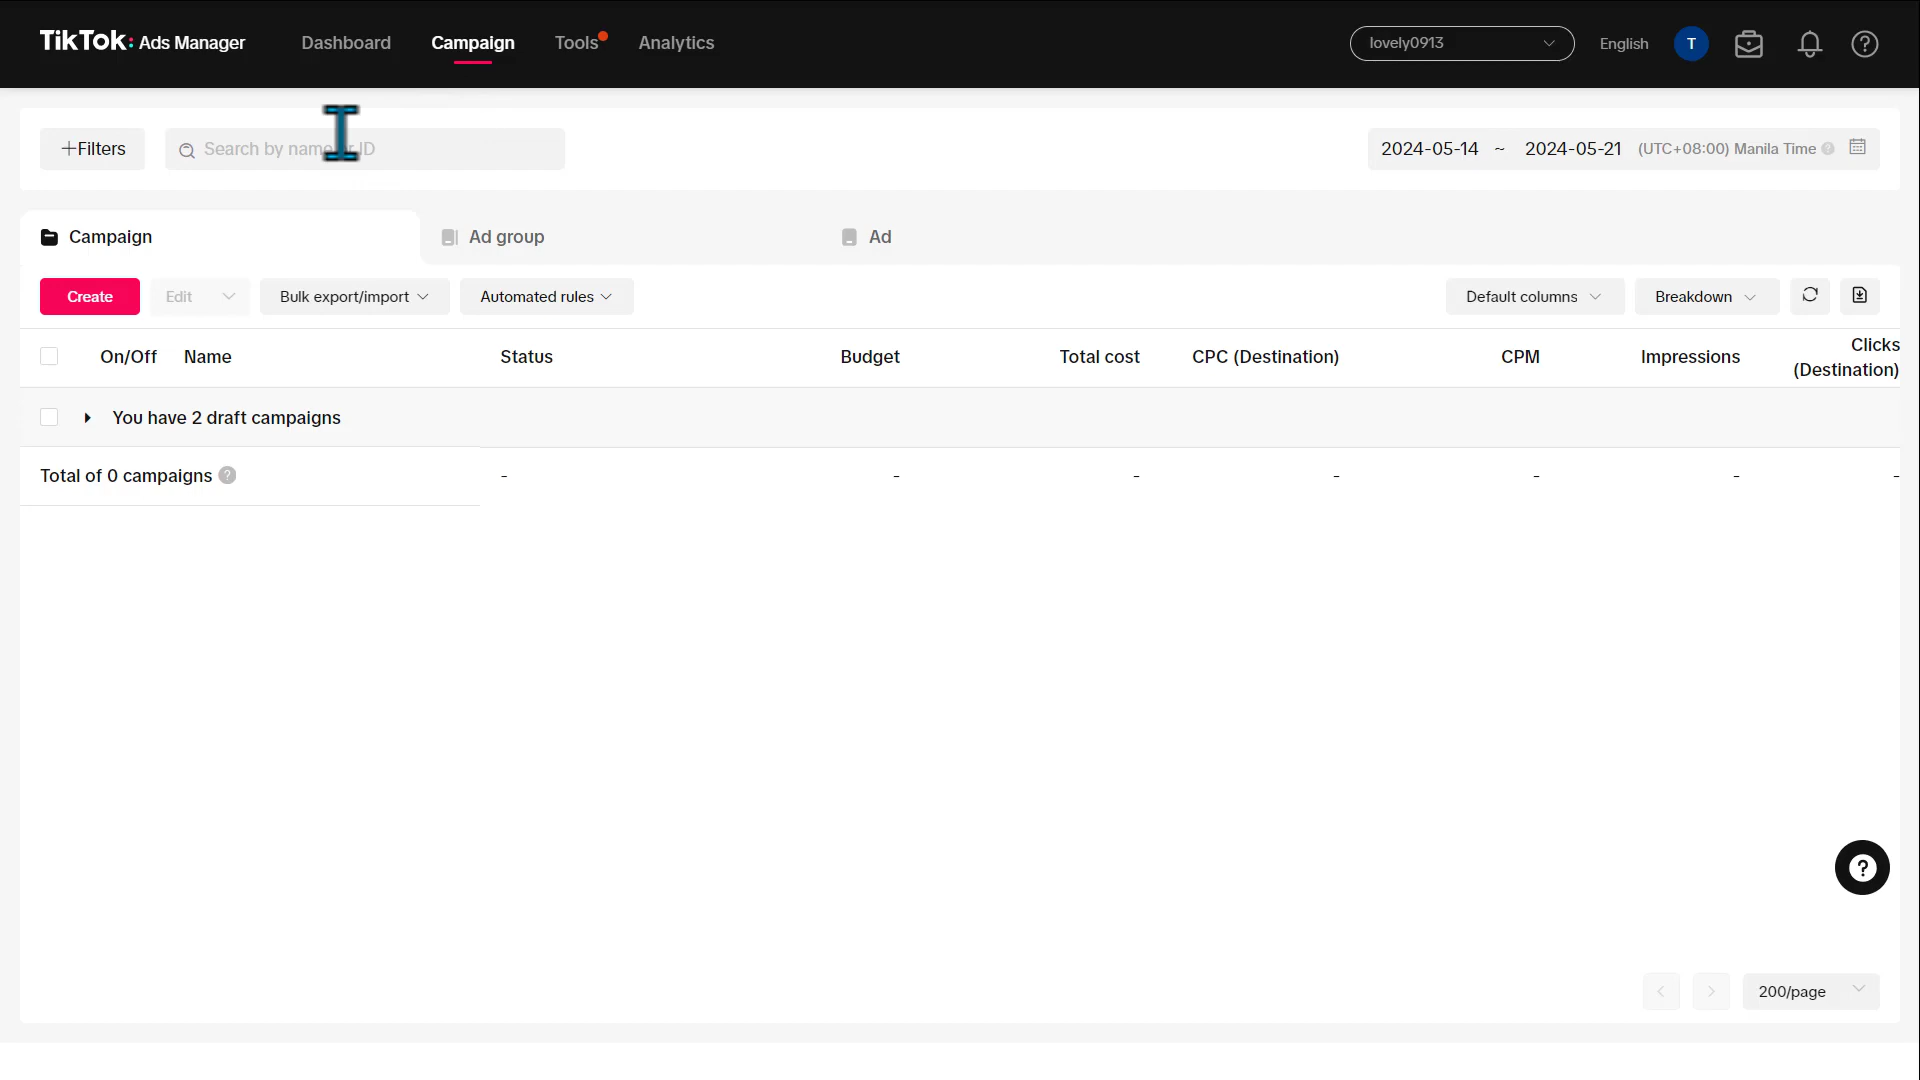 TikTok: Ads Manager
Dashboard
Campaign
Tools
Analytics
lovely0913
English
T
+Filters
Search by name or ID
2024-05-14 ~ 2024-05-21 (UTC+08:00) Manila Time
Campaign
Ad group
Ad
Create
Edit
Bulk export/import
Automated rules
Default columns
Breakdown
On/Off
Name
Status
Budget
Total cost
CPC (Destination)
CPM
Impressions
Clicks
(Destination)
You have 2 draft campaigns
Total of 0 campaigns ?
- - - - - - -
?
200/page